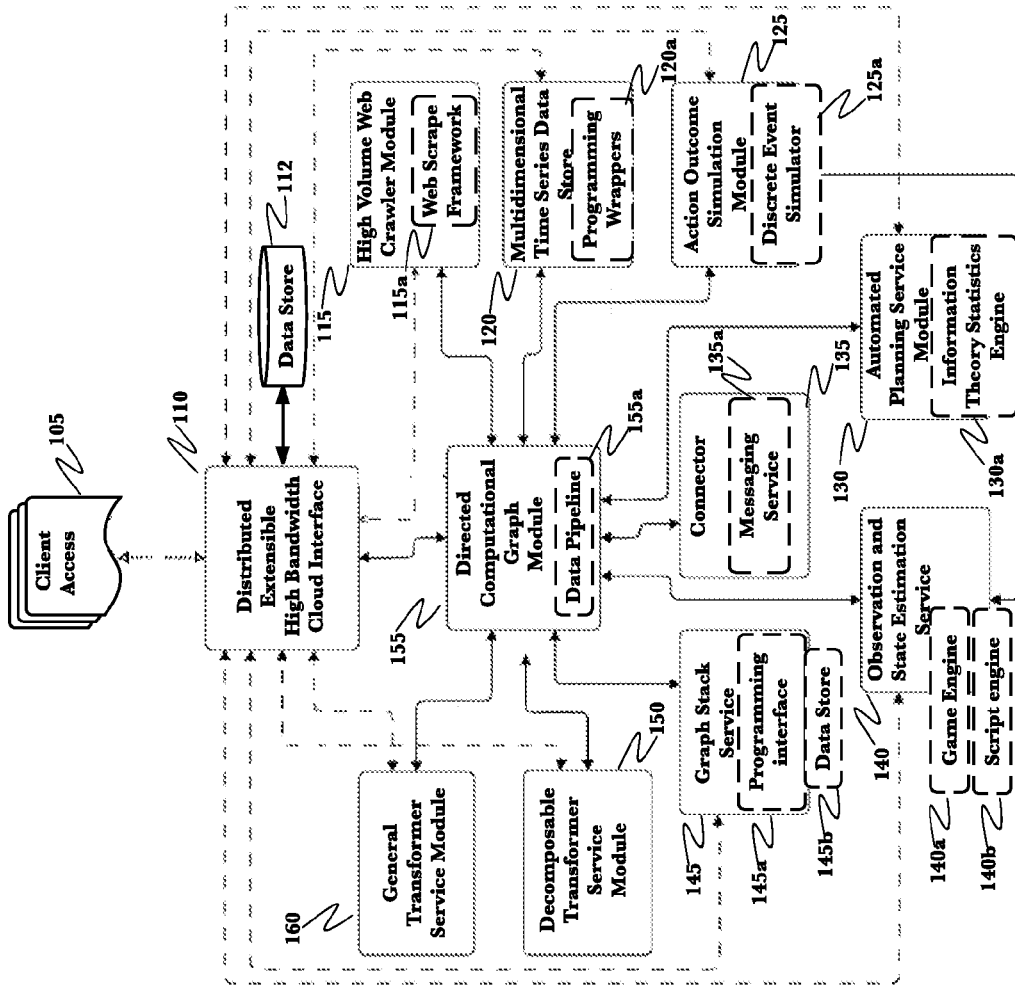 Client
Access
105
Distributed
Extensible
High Bandwidth
Cloud Interface
110
Data Store
112
General
Transformer
Service Module
160
Decomposable
Transformer
Service
Module
150
Directed
Computational
Graph
Module
Data Pipeline
155
155a
High Volume Web
Crawler Module
Web Scrape
Framework
115
115a
Multidimensional
Time Series Data
Store
Programming
Wrappers
120
120a
Action Outcome
Simulation
Module
Discrete Event
Simulator
125
125a
Graph Stack
Service
Programming
interface
Data Store
145
145a
145b
Connector
Messaging
Service
135a
135
Observation and
State Estimation
Service
Game Engine
Script engine
140
140a
140b
Automated
Planning Service
Module
Information
Theory Statistics
Engine
130
130a